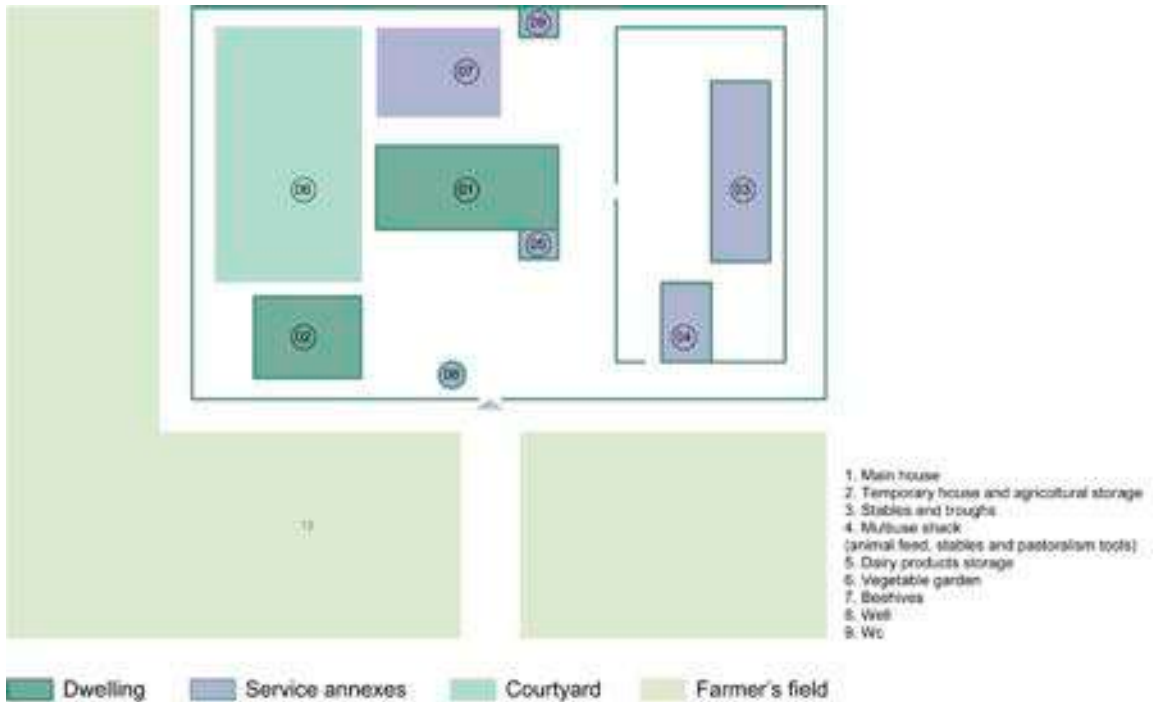 09
07
06
01
03
05
02
04
08
1. Main house
2. Temporary house and agricoltural storage
3. Stables and troughs
4. Multiuse shack
(animal feed, stables and pastoralism tools)
5. Dairy products storage
6. Vegetable garden
7. Beehives
8. Well
9. Wc
Dwelling
Service annexes
Courtyard
Farmer's field